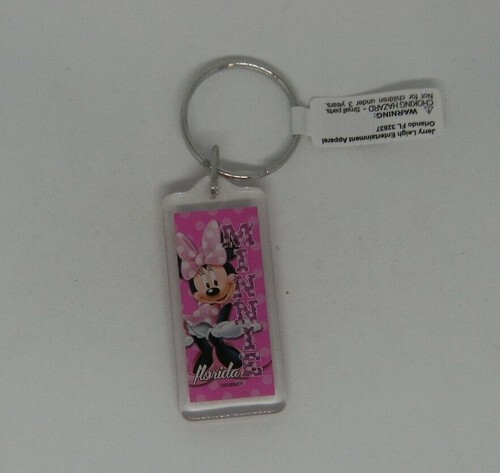 MINNIE
florida
DISNEY
Jerry Leigh Entertainment Apparel
Orlando FL 32837
WARNING:
CHOKING HAZARD - Small parts.
Not for children under 3 years.